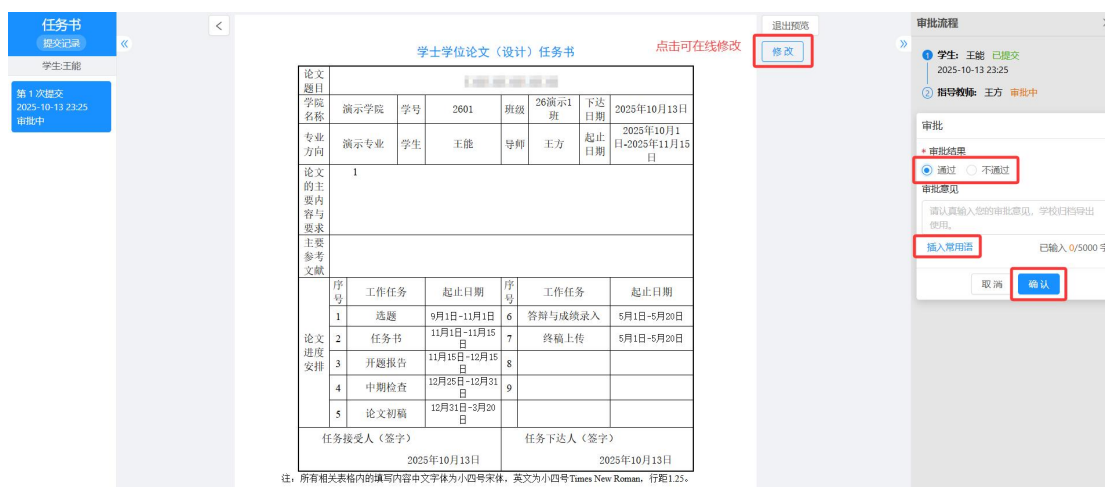 任务书
提交记录
学生:王能
第 1 次提交
2025-10-13 23:25
审批中
«
<
退出预览
学士学位论文（设计）任务书
点击可在线修改
修改
论文题目
学院名称 演示学院 学号 2601 班级 26演示1班 下达日期 2025年10月13日
专业方向 演示专业 学生 王能 导师 王方 起止日期 2025年10月1日-2025年11月15日
论文的主要内容与要求 1
主要参考文献
论文进度安排
序号 工作任务 起止日期 序号 工作任务 起止日期
1 选题 9月1日-11月1日 6 答辩与成绩录入 5月1日-5月20日
2 任务书 11月1日-11月15日 7 终稿上传 5月1日-5月20日
3 开题报告 11月15日-12月15日 8
4 中期检查 12月25日-12月31日 9
5 论文初稿 12月31日-3月20日
任务接受人（签字） 任务下达人（签字）
2025年10月13日 2025年10月13日
注，所有相关表格内的填写内容中文字体为小四号宋体，英文为小四号Times New Roman，行距1.25。
»
审批流程
1 学生: 王能 已提交
2025-10-13 23:25
2 指导教师: 王方 审批中
审批
* 审批结果
通过 不通过
审批意见
请认真输入您的审批意见，学校归档导出
使用。
插入常用语 已输入 0/5000 字
取消 确认